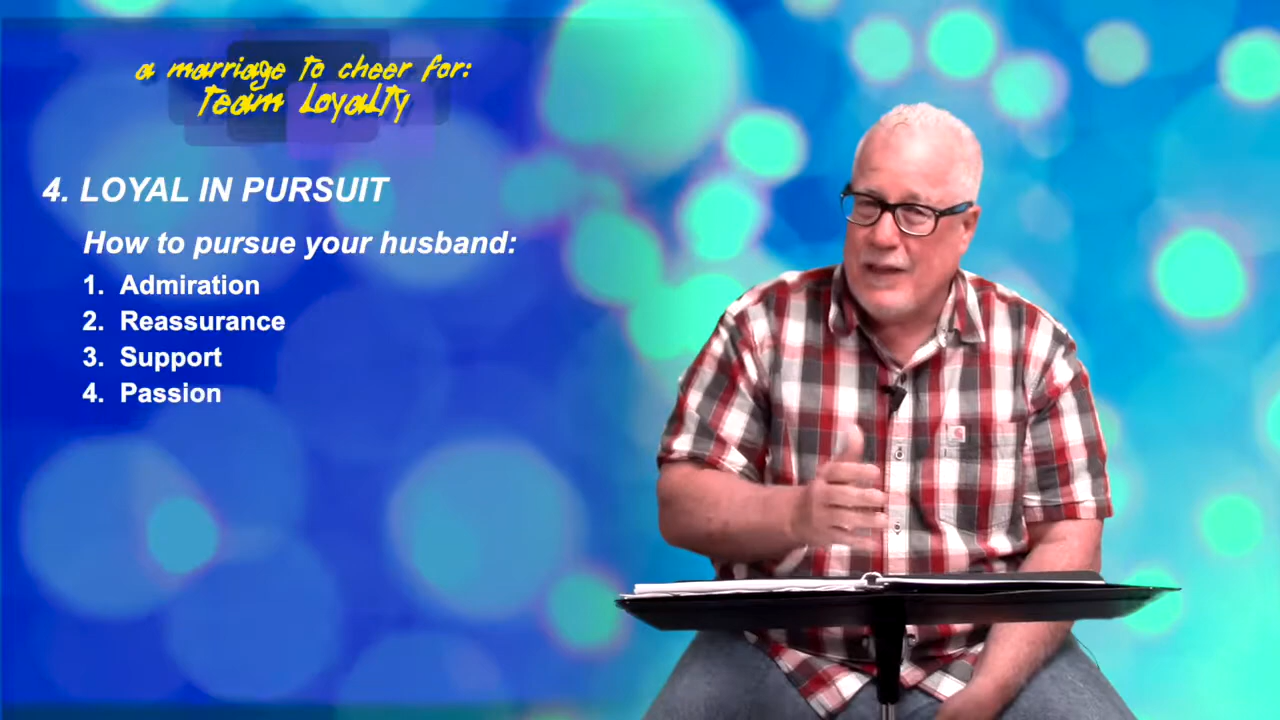 a marriage to cheer for:
Team Loyalty
4. LOYAL IN PURSUIT
How to pursue your husband:
1. Admiration
2. Reassurance
3. Support
4. Passion